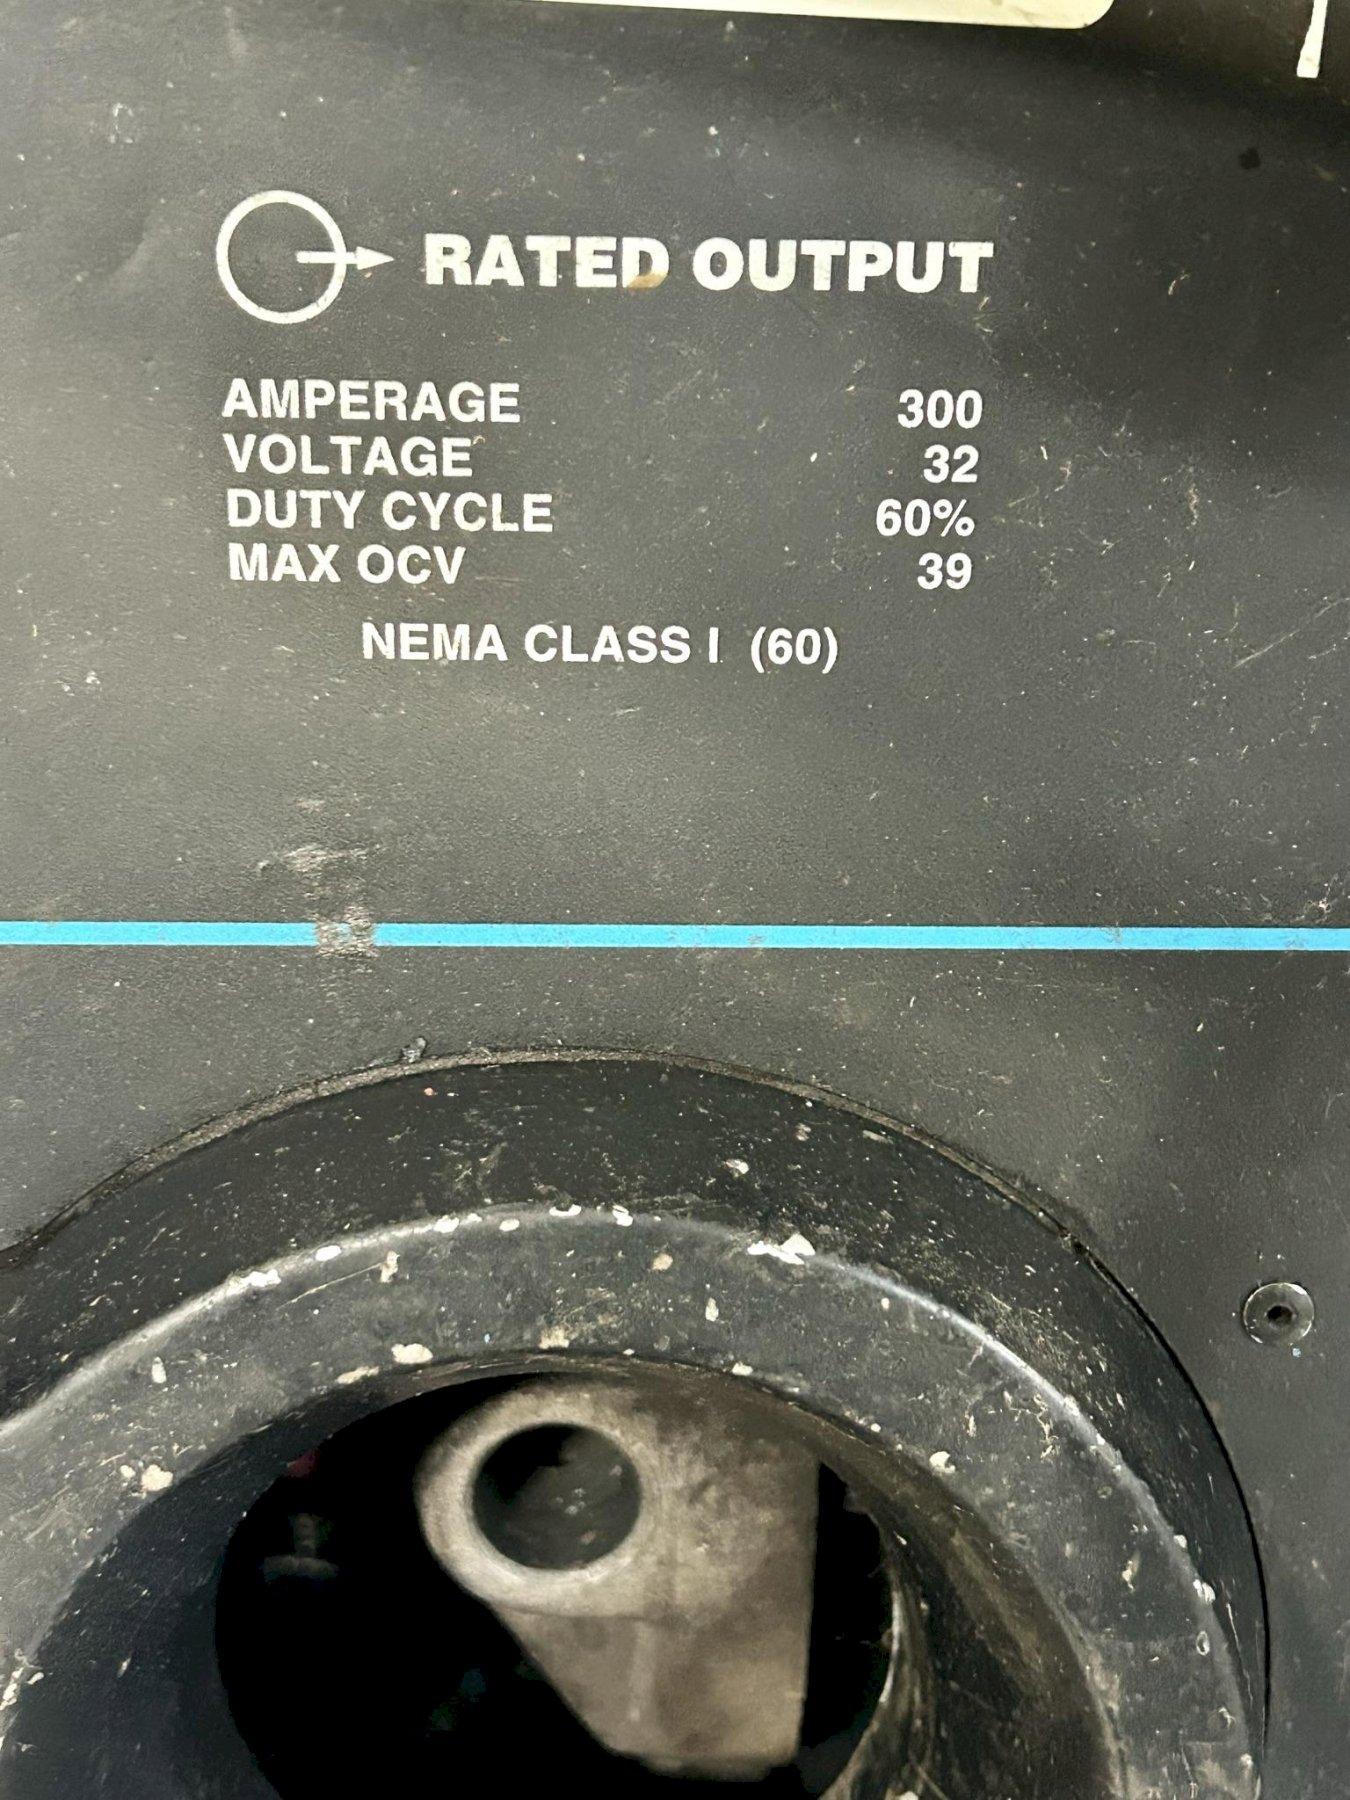 RATED OUTPUT
AMPERAGE 300
VOLTAGE 32
DUTY CYCLE 60%
MAX OCV 39
NEMA CLASS I (60)